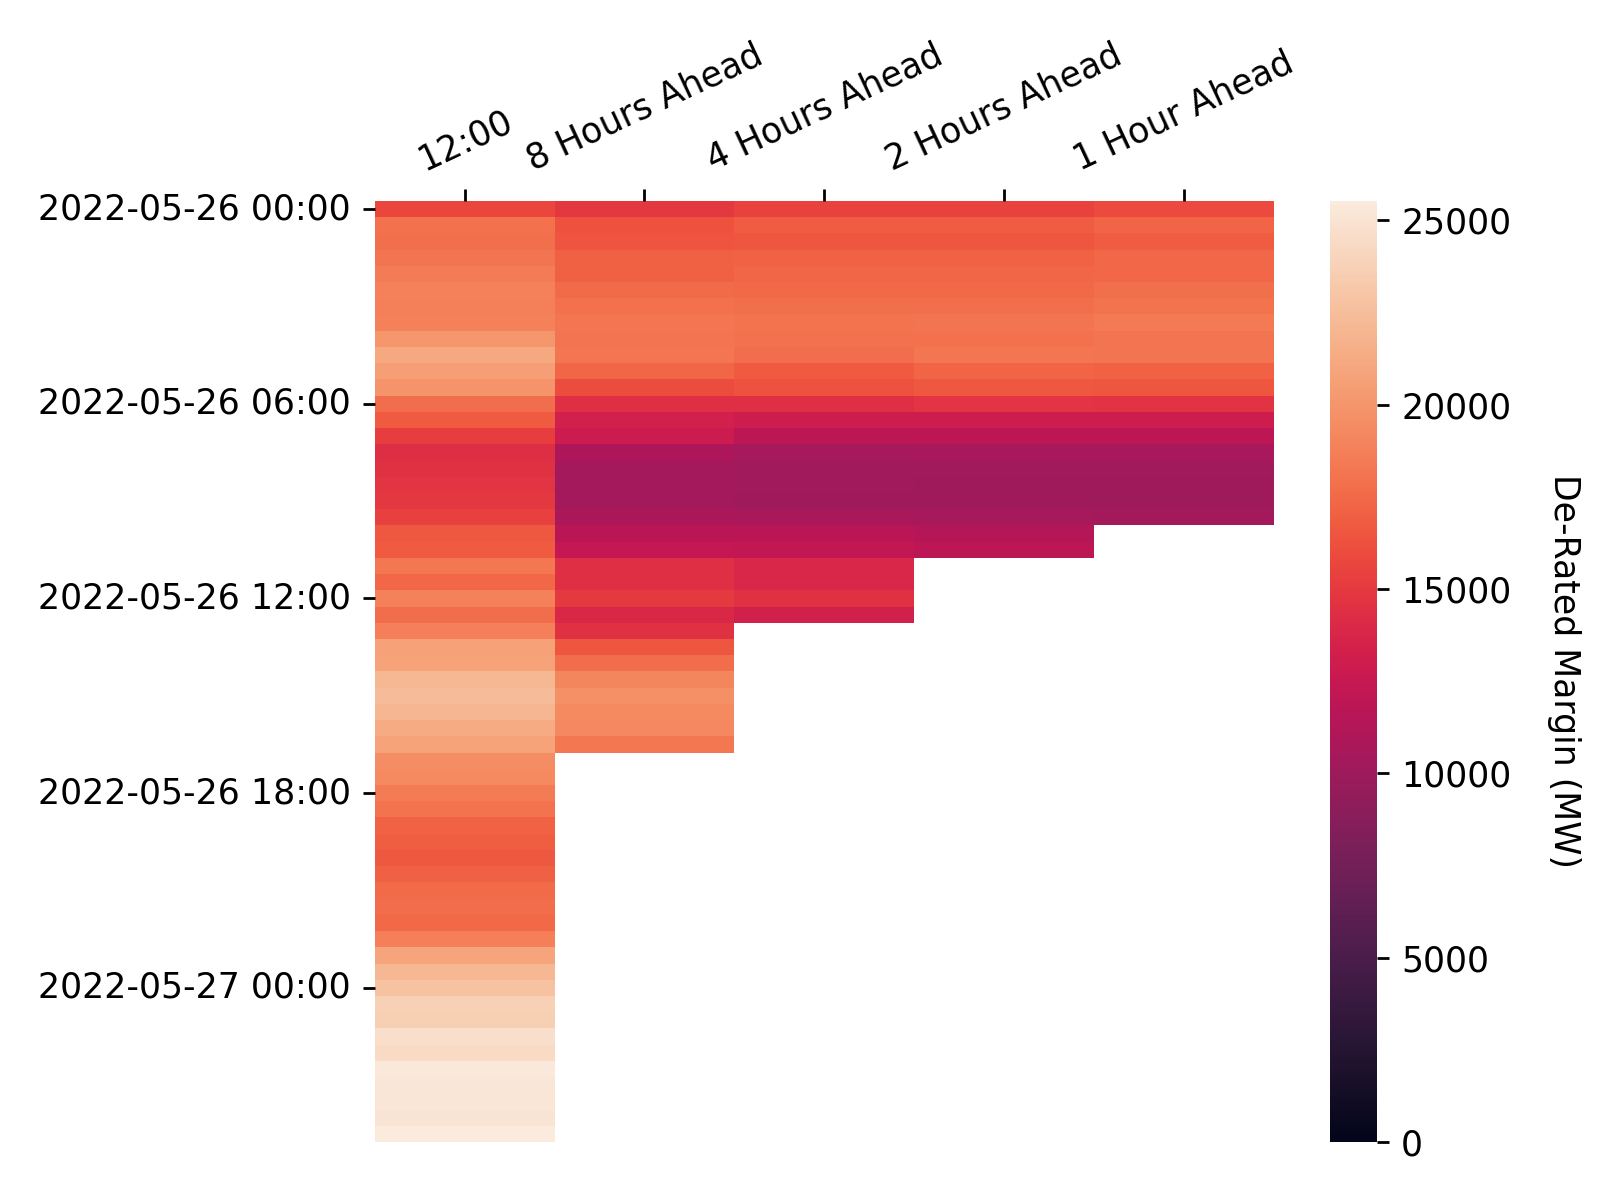 12:00
8 Hours Ahead
4 Hours Ahead
2 Hours Ahead
1 Hour Ahead
2022-05-26 00:00
2022-05-26 06:00
2022-05-26 12:00
2022-05-26 18:00
2022-05-27 00:00
25000
20000
15000
10000
5000
0
De-Rated Margin (MW)